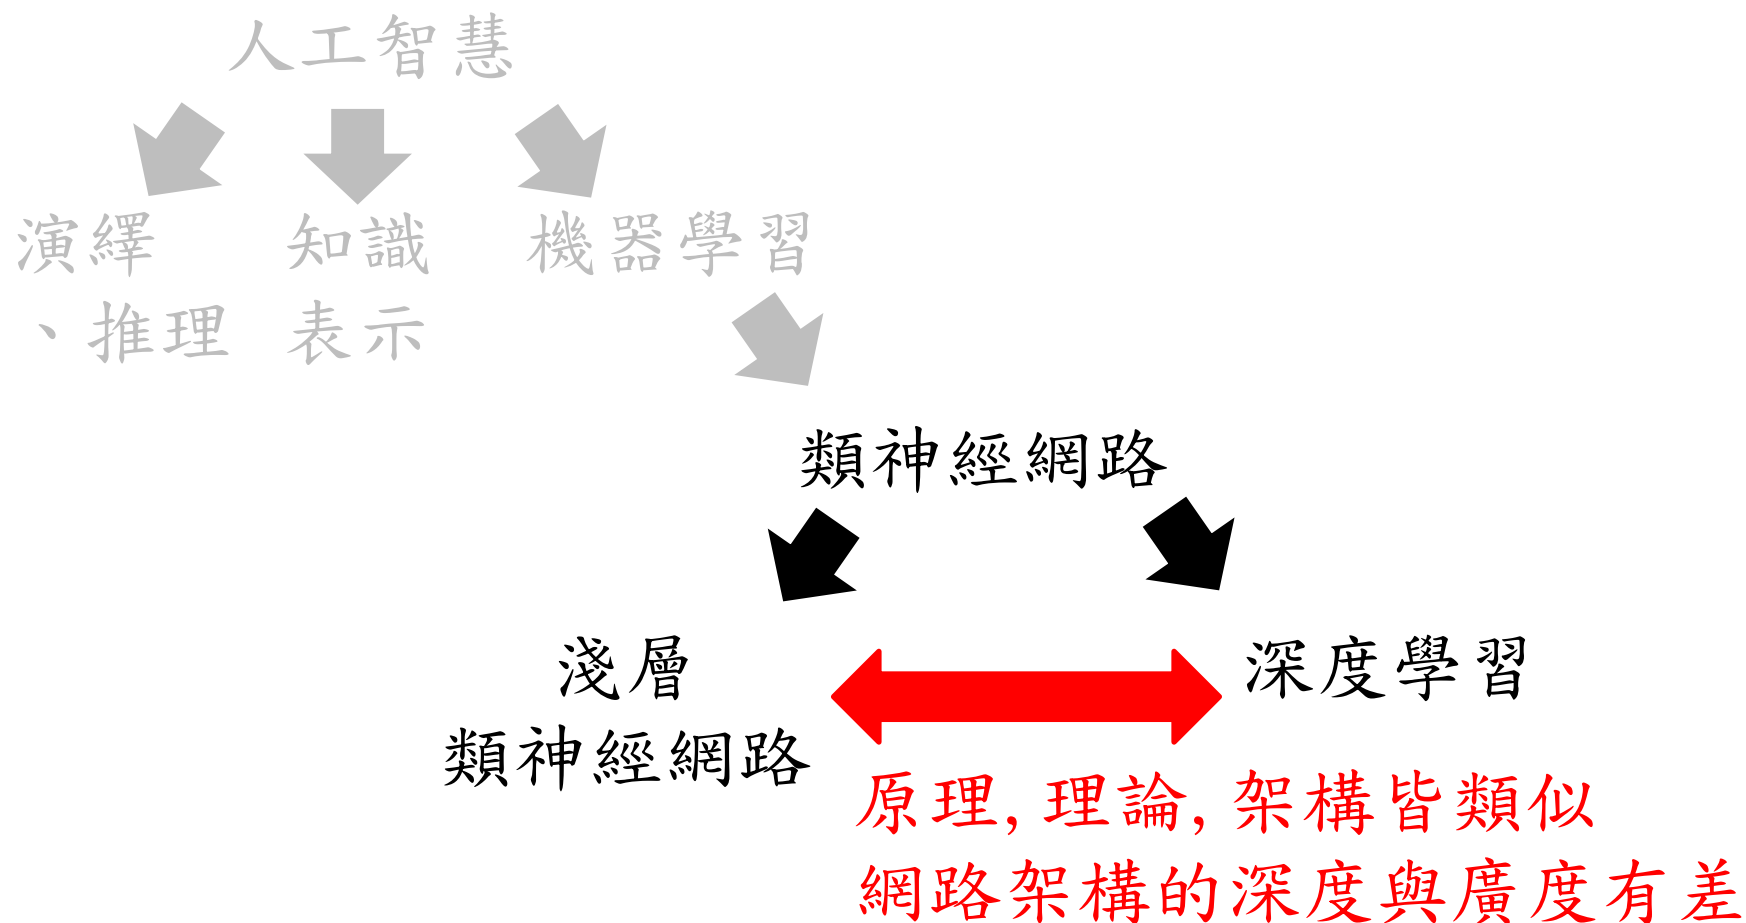 人工智慧
演繹
、推理
知識
表示
機器學習
類神經網路
淺層
類神經網路
深度學習
原理, 理論, 架構皆類似
網路架構的深度與廣度有差